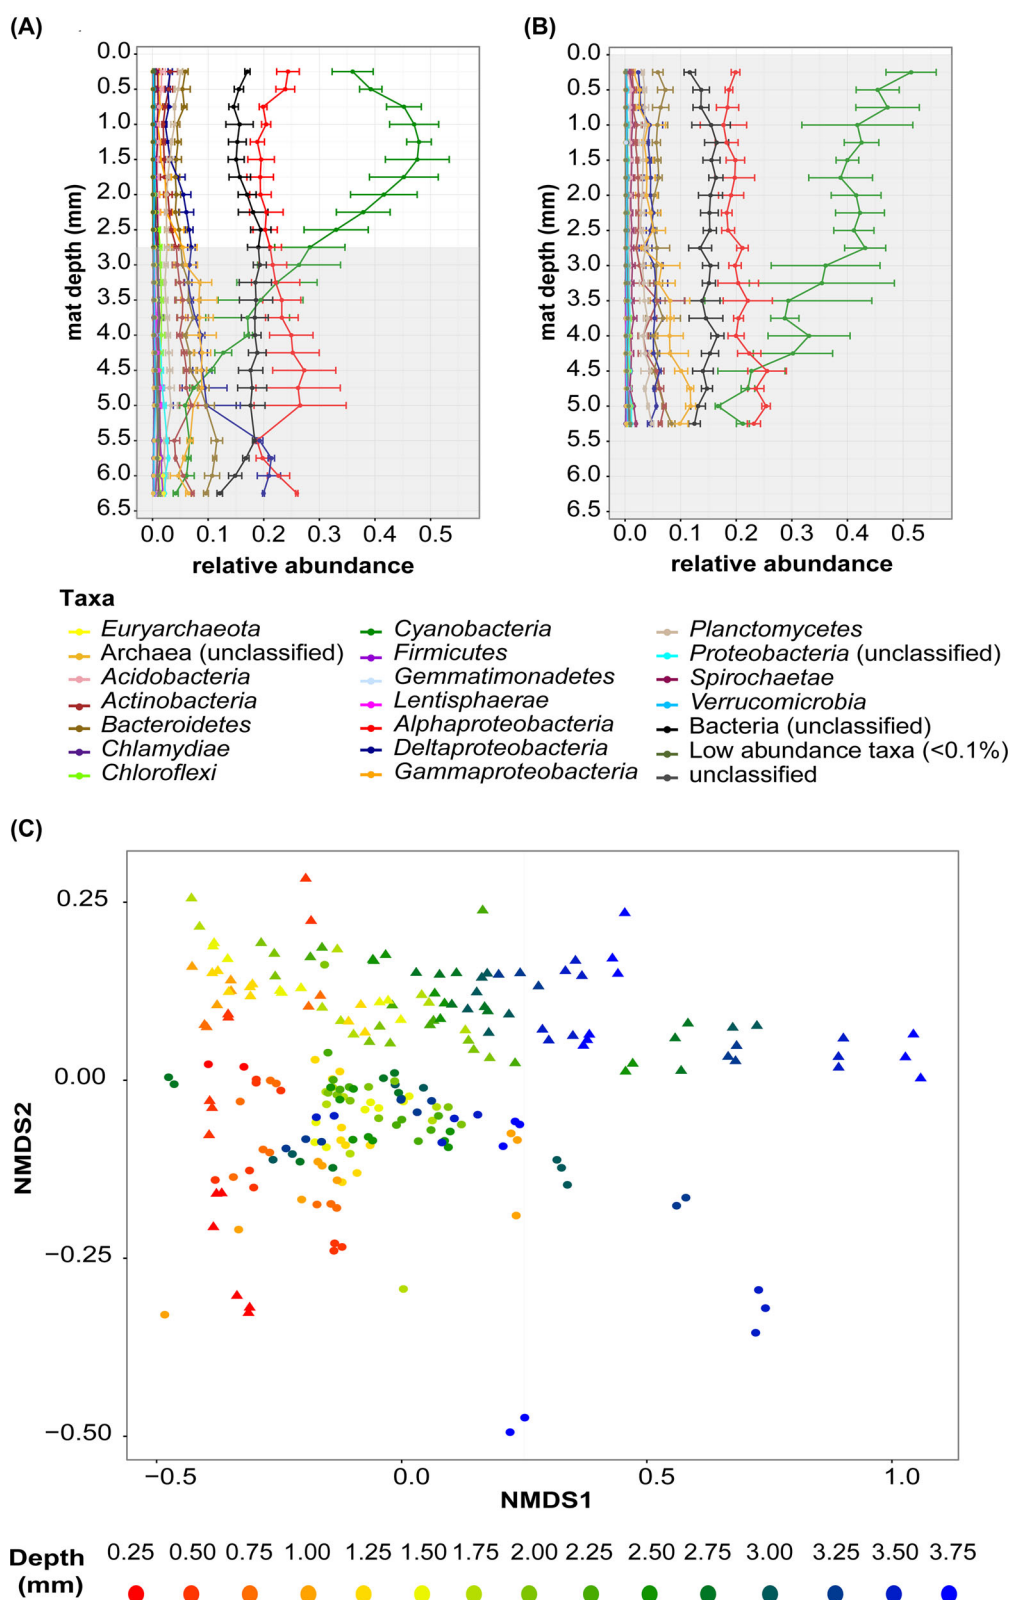 (A)
(B)
0.0
0.5
1.0
1.5
2.0
2.5
3.0
3.5
4.0
4.5
5.0
5.5
6.0
6.5
mat depth (mm)
0.0 0.1 0.2 0.3 0.4 0.5
relative abundance
0.0
0.5
1.0
1.5
2.0
2.5
3.0
3.5
4.0
4.5
5.0
5.5
6.0
6.5
mat depth (mm)
0.0 0.1 0.2 0.3 0.4 0.5
relative abundance
Taxa
Euryarchaeota
Archaea (unclassified)
Acidobacteria
Actinobacteria
Bacteroidetes
Chlamydiae
Chloroflexi
Cyanobacteria
Firmicutes
Gemmatimonadetes
Lentisphaerae
Alphaproteobacteria
Deltaproteobacteria
Gammaproteobacteria
Planctomycetes
Proteobacteria (unclassified)
Spirochaetae
Verrucomicrobia
Bacteria (unclassified)
Low abundance taxa (<0.1%)
unclassified
(C)
0.25
0.00
−0.25
−0.50
NMDS2
−0.5 0.0 0.5 1.0
NMDS1
Depth
(mm)
0.25 0.50 0.75 1.00 1.25 1.50 1.75 2.00 2.25 2.50 2.75 3.00 3.25 3.50 3.75